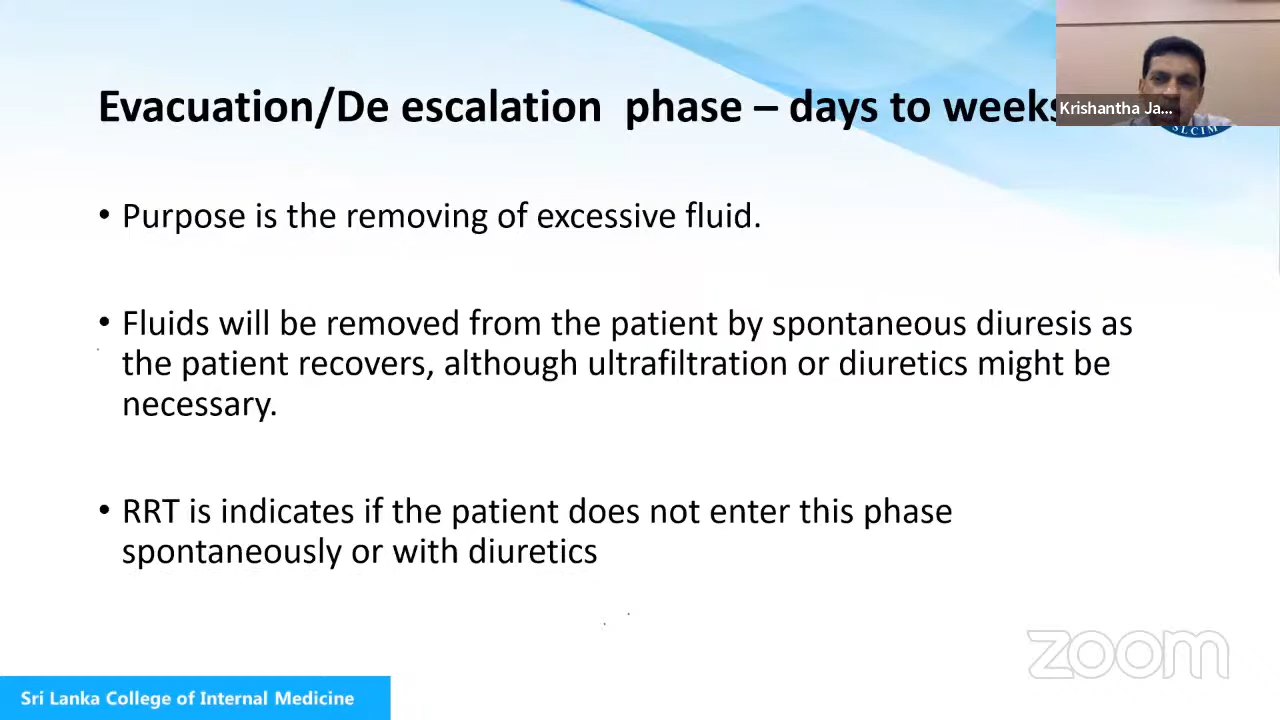 Evacuation/De escalation  phase – days to weeks
Krishantha Ja...
SLCIM
• Purpose is the removing of excessive fluid.
• Fluids will be removed from the patient by spontaneous diuresis as
the patient recovers, although ultrafiltration or diuretics might be
necessary.
• RRT is indicates if the patient does not enter this phase
spontaneously or with diuretics
zoom
Sri Lanka College of Internal Medicine